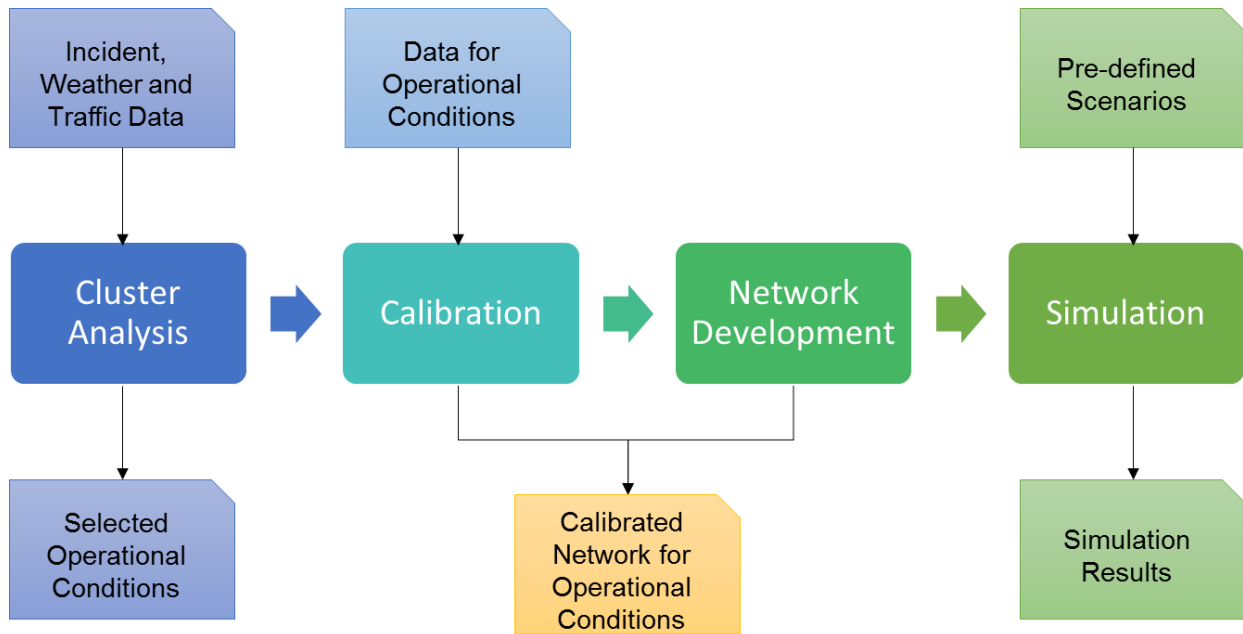 Incident,
Weather and
Traffic Data
Data for
Operational
Conditions
Pre-defined
Scenarios
Cluster
Analysis
Calibration
Network
Development
Simulation
Selected
Operational
Conditions
Calibrated
Network for
Operational
Conditions
Simulation
Results